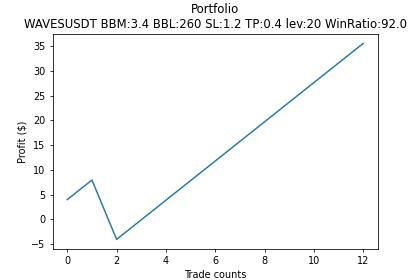 Portfolio
WAVESUSDT BBM:3.4 BBL:260 SL:1.2 TP:0.4 lev:20 WinRatio:92.0
35
30
25
20
15
10
5
0
−5
Profit ($)
0 2 4 6 8 10 12
Trade counts